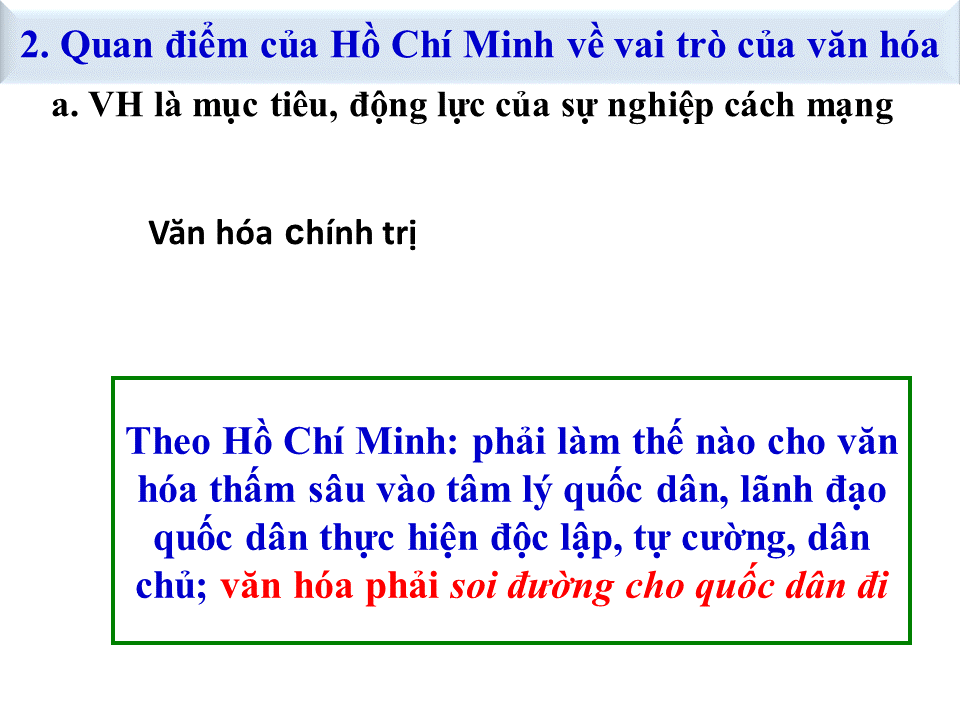 2. Quan điểm của Hồ Chí Minh về vai trò của văn hóa
a. VH là mục tiêu, động lực của sự nghiệp cách mạng
Văn hóa chính trị
Theo Hồ Chí Minh: phải làm thế nào cho văn
hóa thấm sâu vào tâm lý quốc dân, lãnh đạo
quốc dân thực hiện độc lập, tự cường, dân
chủ; văn hóa phải soi đường cho quốc dân đi